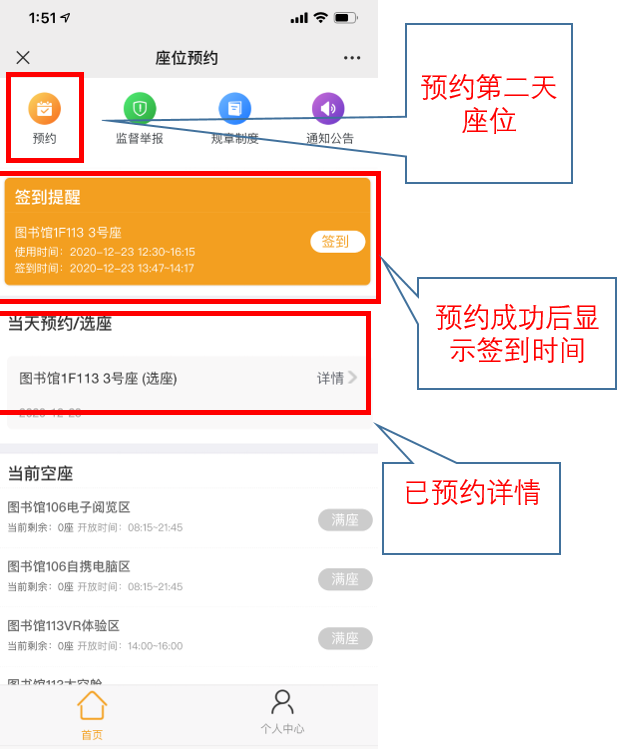 1:51
座位预约
预约
监督举报
规章制度
通知公告
预约第二天
座位
签到提醒
图书馆1F113 3号座
使用时间：2020-12-23 12:30~16:15
签到时间：2020-12-23 13:47~14:17
签到
预约成功后显
示签到时间
当天预约/选座
图书馆1F113 3号座 (选座)
详情
已预约详情
当前空座
图书馆106电子阅览区
当前剩余：0座 开放时间：08:15~21:45
满座
图书馆106自携电脑区
当前剩余：0座 开放时间：08:15~21:45
满座
图书馆113VR体验区
当前剩余：0座 开放时间：14:00~16:00
满座
图书馆113太空舱
首页
个人中心